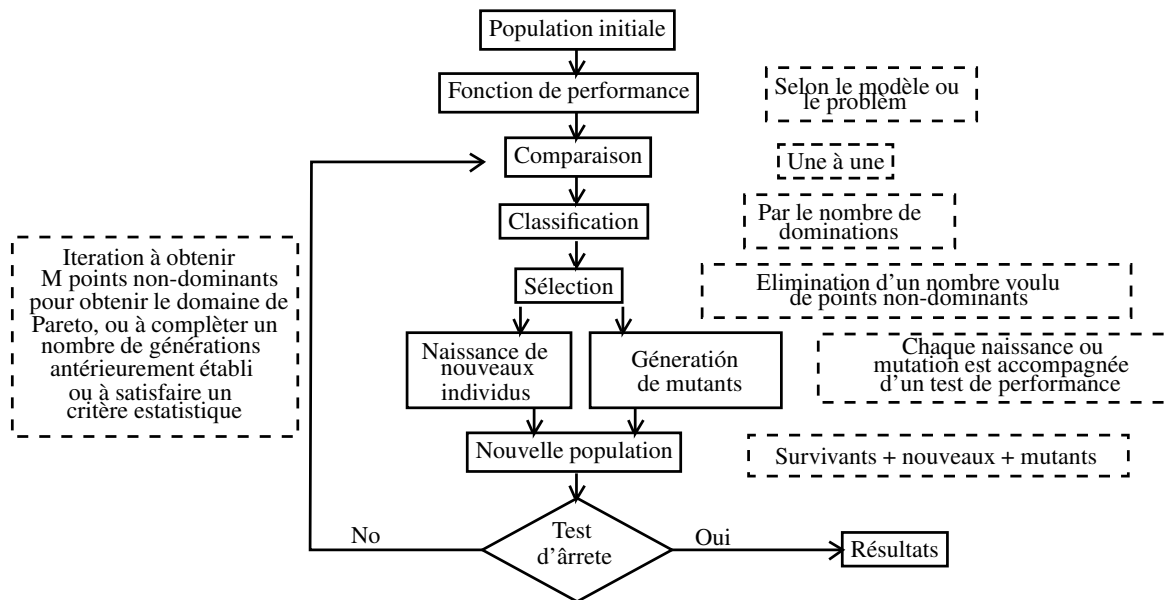 Population initiale
Fonction de performance
Selon le modèle ou
le problèm
Comparaison
Une à une
Classification
Par le nombre de
dominations
Iteration à obtenir
M points non-dominants
pour obtenir le domaine de
Pareto, ou à complèter un
nombre de générations
antérieurement établi
ou à satisfaire un
critère estatistique
Sélection
Elimination d'un nombre voulu
de points non-dominants
Naissance de
nouveaux
individus
Géneratión
de mutants
Chaque naissance ou
mutation est accompagnée
d'un test de performance
Nouvelle population
Survivants + nouveaux + mutants
No
Test
d'ârrete
Oui
Résultats